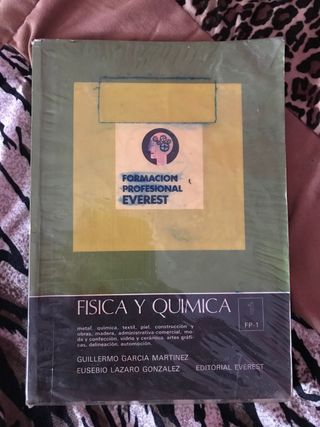 FORMACION
PROFESIONAL
EVEREST
FISICA Y QUIMICA
1
FP-1
metal, química, textil, piel, construcción y
obras, madera, administrativa-comercial, mo-
da y confección, vidrio y cerámica, artes gráfi-
cas, delineación, automoción.
GUILLERMO GARCIA MARTINEZ
EUSEBIO LAZARO GONZALEZ EDITORIAL EVEREST